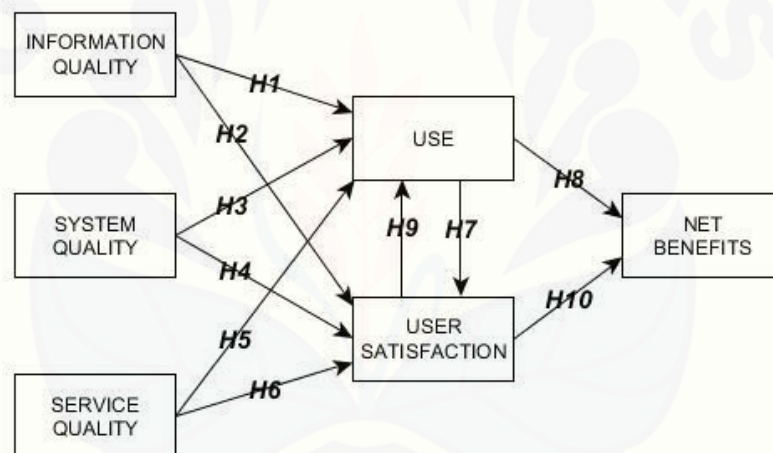 INFORMATION
QUALITY
H1
H2
USE
H3
H8
SYSTEM
QUALITY
H9
H7
NET
BENEFITS
H4
H10
USER
SATISFACTION
H5
H6
SERVICE
QUALITY